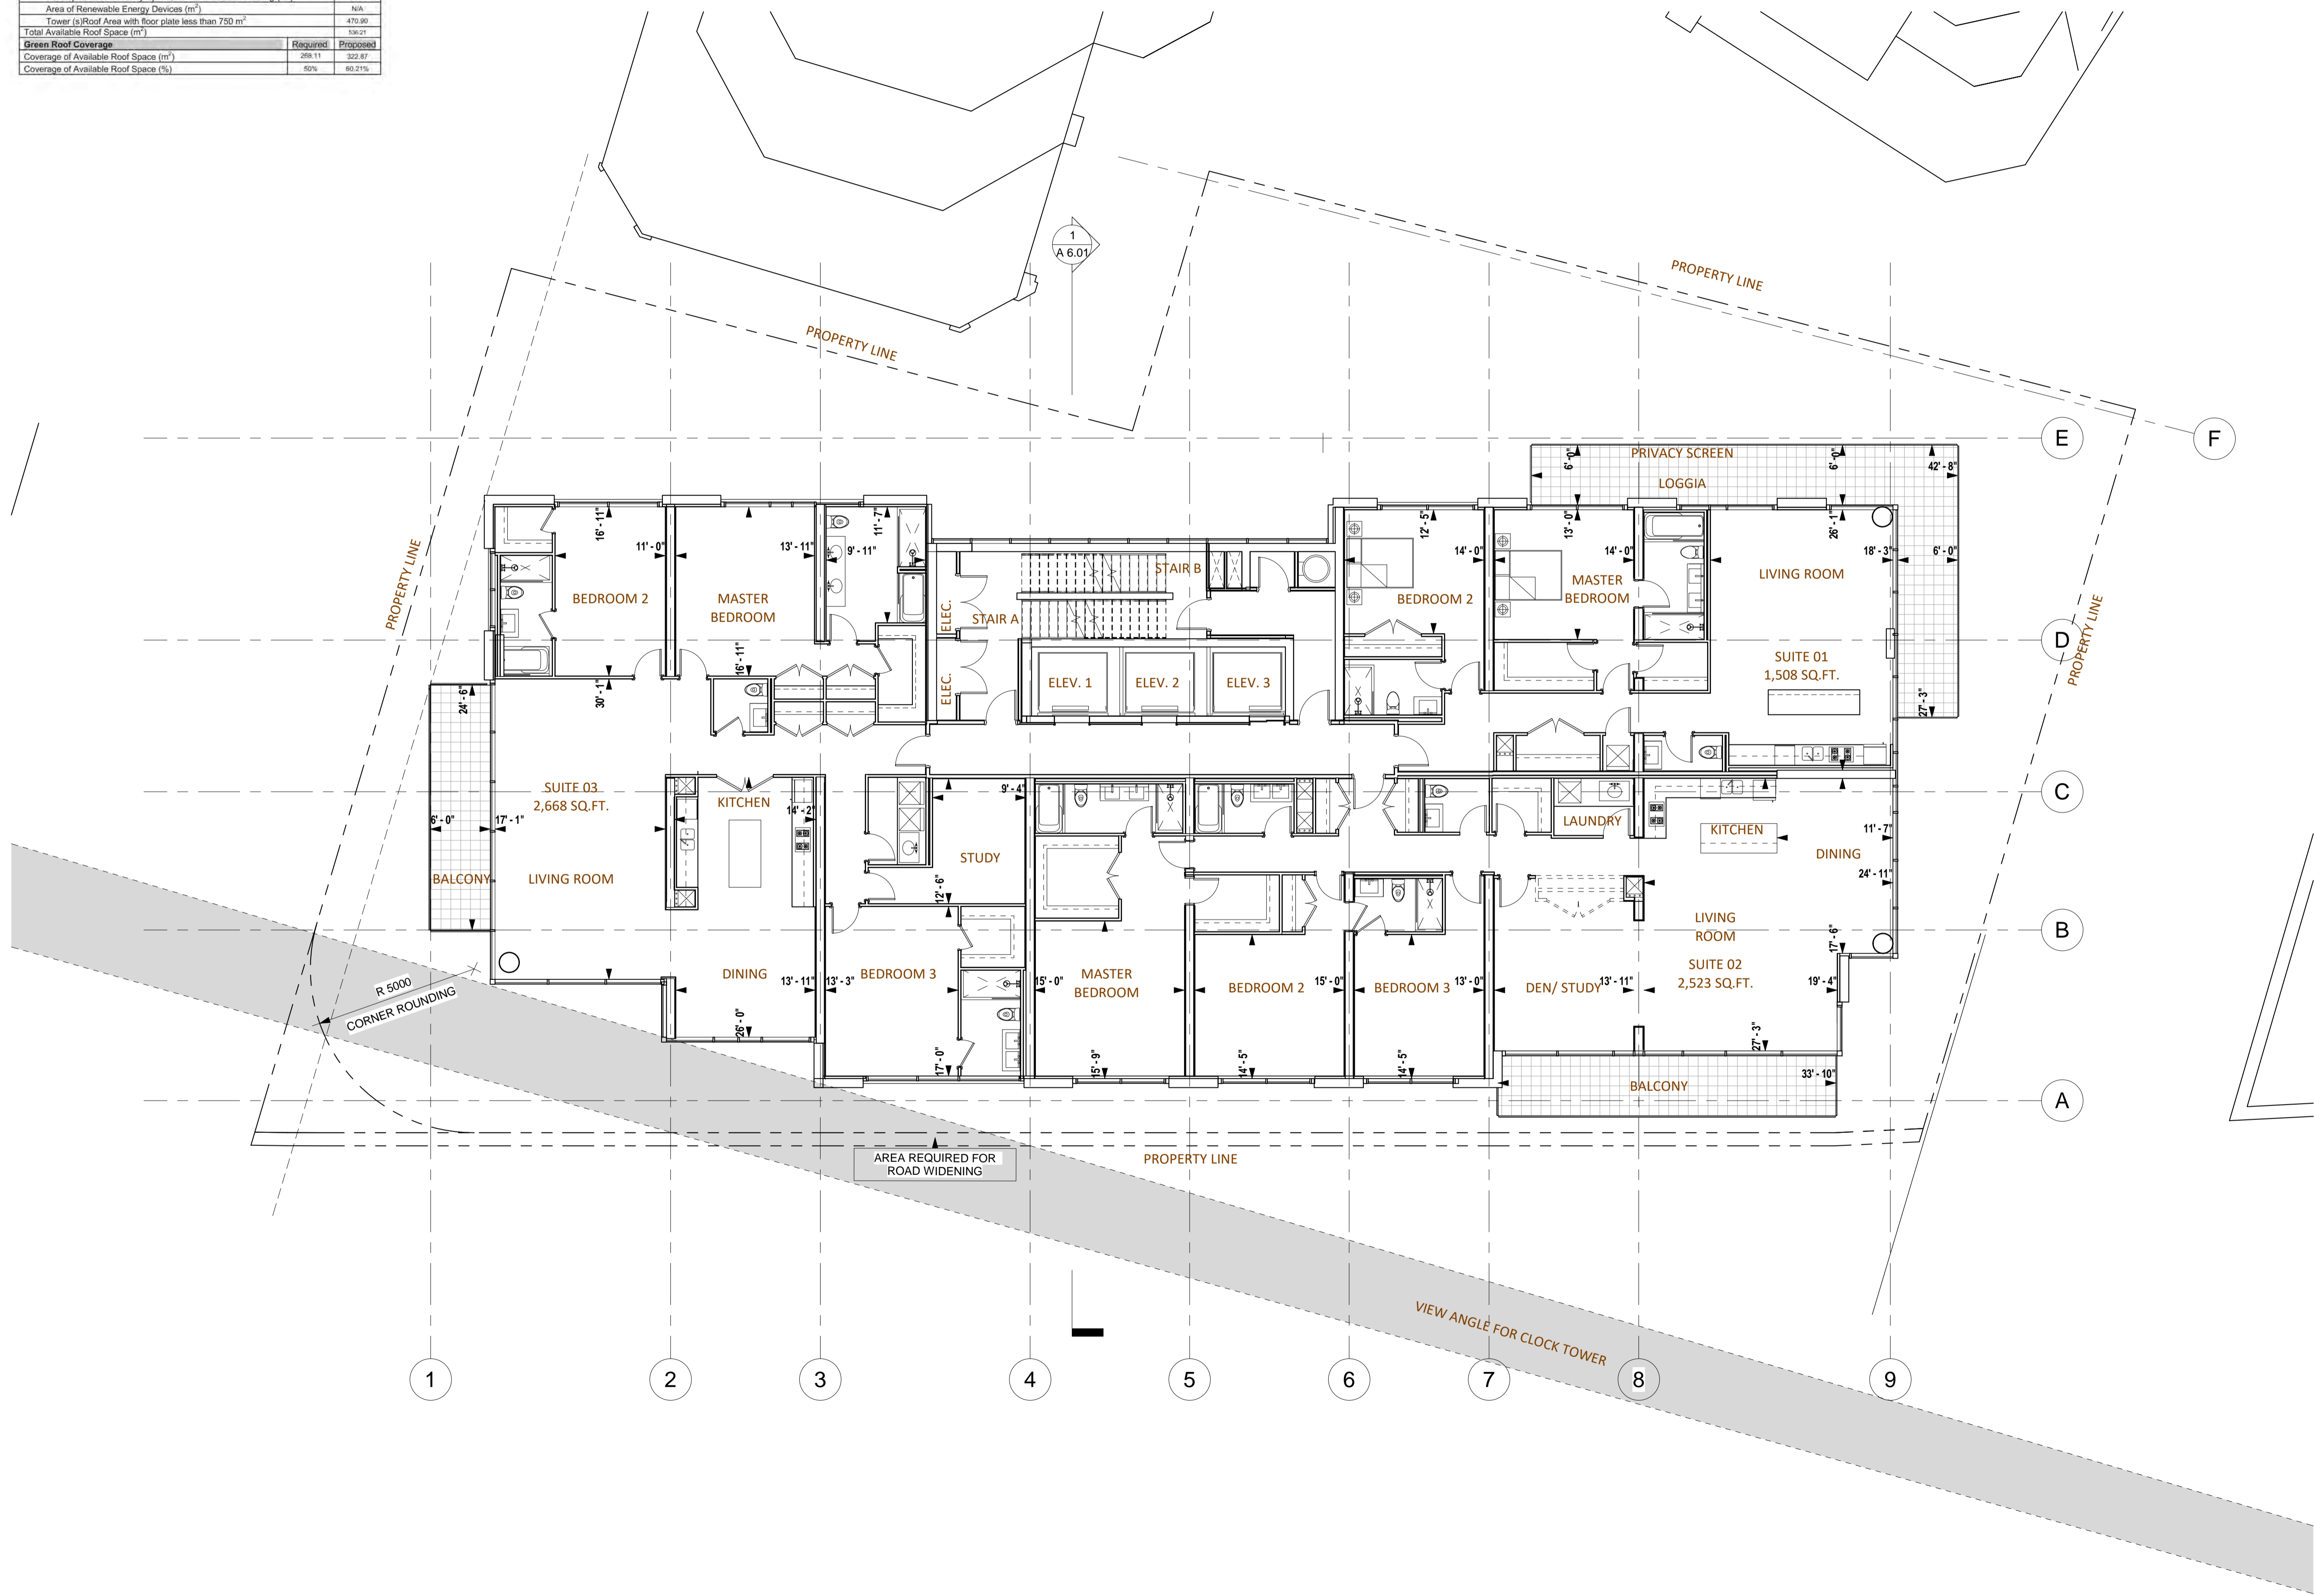 Area of Renewable Energy Devices (m²) N/A
Tower (s)Roof Area with floor plate less than 750 m² 470.90
Total Available Roof Space (m²) 536.21
Green Roof Coverage Required Proposed
Coverage of Available Roof Space (m²) 268.11 322.87
Coverage of Available Roof Space (%) 50% 60.21%
1
A 6.01
PROPERTY LINE
PROPERTY LINE
PROPERTY LINE
PROPERTY LINE
PROPERTY LINE
E
F
D
C
B
A
PRIVACY SCREEN
LOGGIA
6' - 0"
6' - 0"
42' - 8"
16' - 11"
11' - 0"
13' - 11"
9' - 11"
11' - 7"
12' - 5"
14' - 0"
13' - 0"
14' - 0"
26' - 1"
18' - 3"
6' - 0"
BEDROOM 2
MASTER
BEDROOM
16' - 11"
ELEC.
ELEC.
STAIR A
STAIR B
ELEV. 1
ELEV. 2
ELEV. 3
BEDROOM 2
MASTER
BEDROOM
LIVING ROOM
SUITE 01
1,508 SQ.FT.
27' - 3"
24' - 6"
30' - 1"
SUITE 03
2,668 SQ.FT.
6' - 0"
17' - 1"
BALCONY
LIVING ROOM
KITCHEN
14' - 2"
9' - 4"
STUDY
12' - 6"
LAUNDRY
KITCHEN
11' - 7"
DINING
24' - 11"
LIVING
ROOM
17' - 6"
SUITE 02
2,523 SQ.FT.
19' - 4"
DINING
13' - 11"
26' - 0"
13' - 3"
BEDROOM 3
17' - 0"
15' - 0"
MASTER
BEDROOM
15' - 9"
BEDROOM 2
15' - 0"
14' - 5"
BEDROOM 3
13' - 0"
14' - 5"
DEN/ STUDY
13' - 11"
27' - 3"
BALCONY
33' - 10"
R 5000
CORNER ROUNDING
AREA REQUIRED FOR
ROAD WIDENING
PROPERTY LINE
VIEW ANGLE FOR CLOCK TOWER
1
2
3
4
5
6
7
8
9